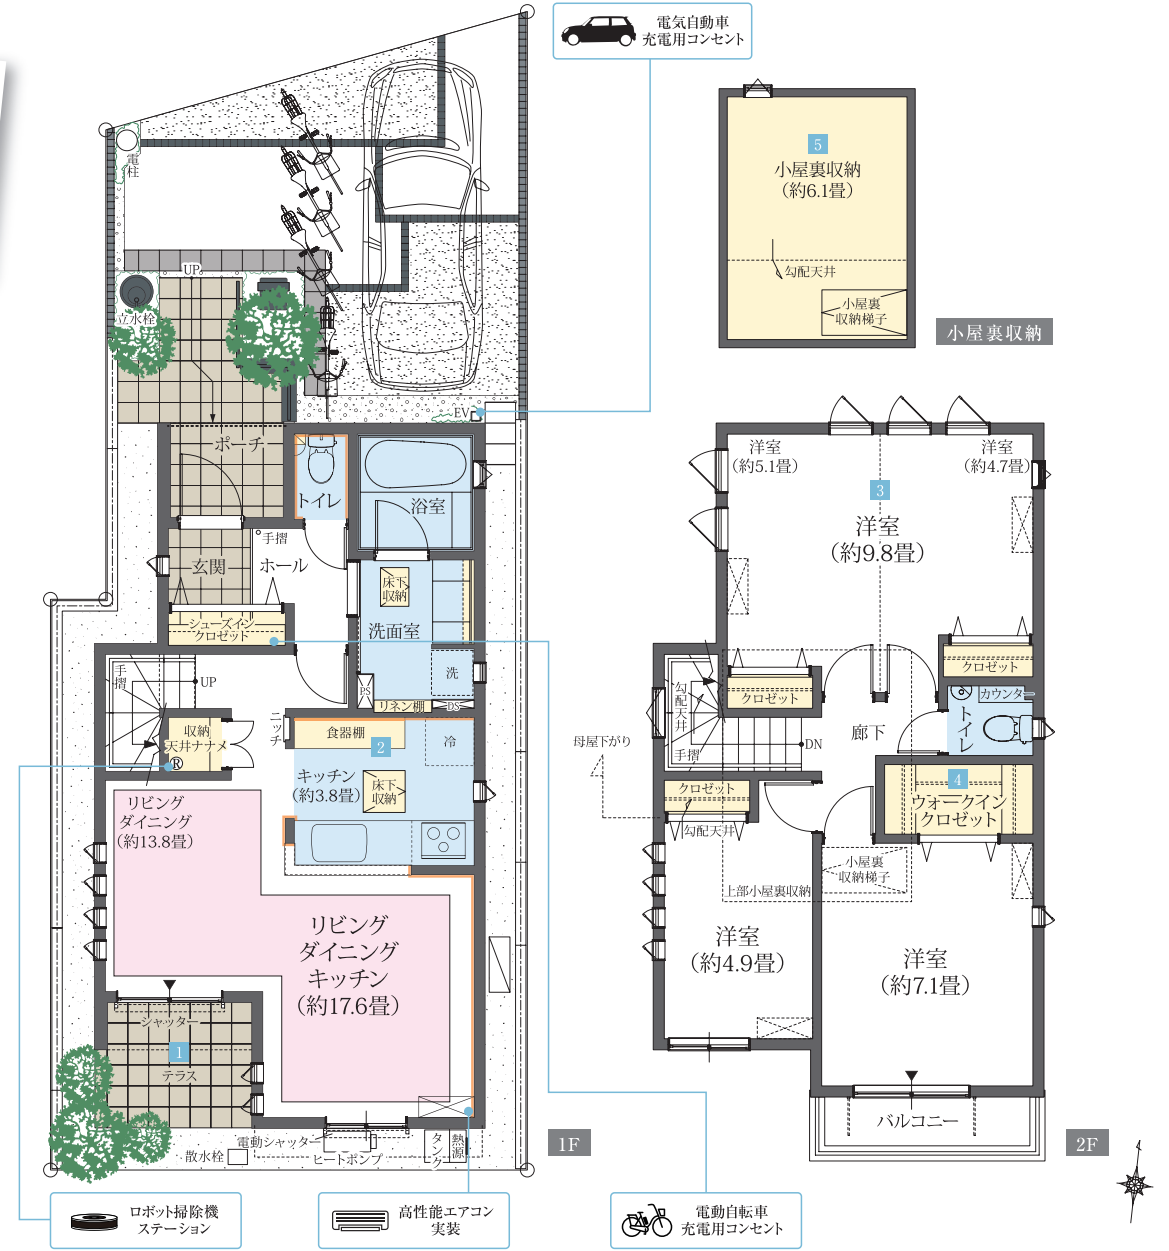 電気自動車
充電用コンセント
電柱
UP
立水栓
EV
ポーチ
トイレ
浴室
手摺
玄関
ホール
シューズイン
クロゼット
床下
収納
洗面室
洗
PS
リネン棚
DS
手摺
UP
収納
天井ナナメ
®
ニッチ
食器棚
2
冷
キッチン
(約3.8畳)
床下
収納
リビング
ダイニング
(約13.8畳)
リビング
ダイニング
キッチン
(約17.6畳)
シャッター
1
テラス
電動シャッター
ヒートポンプ
タンク
熱源
散水栓
1F
5
小屋裏収納
(約6.1畳)
勾配天井
小屋裏
収納梯子
小屋裏収納
洋室
(約5.1畳)
洋室
(約4.7畳)
3
洋室
(約9.8畳)
クロゼット
クロゼット
カウンター
トイレ
勾配天井
手摺
DN
廊下
母屋下がり
クロゼット
勾配天井
4
ウォークイン
クロゼット
小屋裏
収納梯子
上部小屋裏収納
洋室
(約4.9畳)
洋室
(約7.1畳)
バルコニー
2F
ロボット掃除機
ステーション
高性能エアコン
実装
電動自転車
充電用コンセント